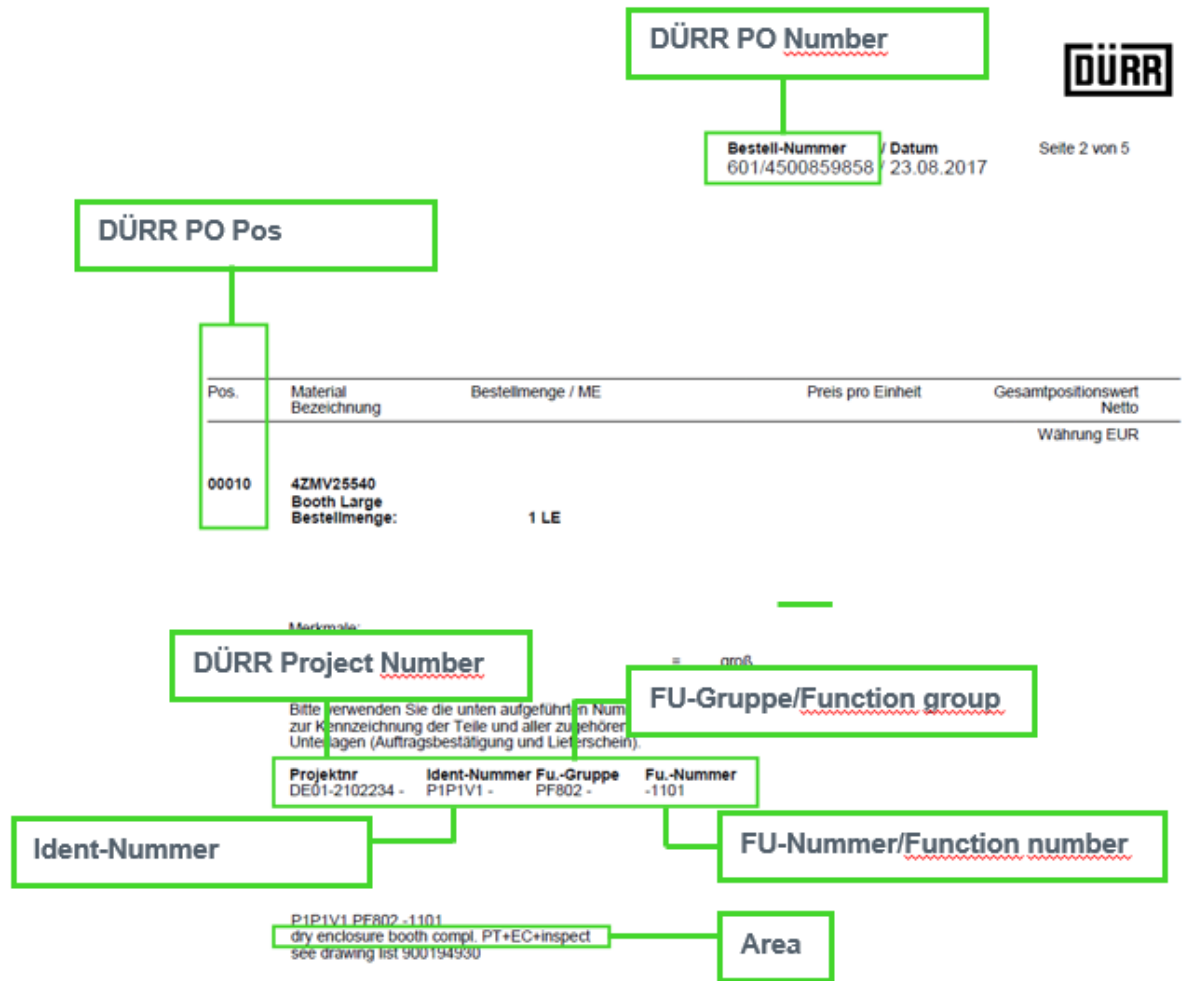 DÜRR PO Number
DÜRR
Bestell-Nummer / Datum
601/4500859858 / 23.08.2017
Seite 2 von 5
DÜRR PO Pos
Pos. Material Bestellmenge / ME Preis pro Einheit Gesamtpositionswert
Bezeichnung Netto
Währung EUR
00010 4ZMV25540
Booth Large
Bestellmenge: 1 LE
Merkmale:
= groß
DÜRR Project Number
FU-Gruppe/Function group
Bitte verwenden Sie die unten aufgeführten Num
zur Kennzeichnung der Teile und aller zugehören
Unterlagen (Auftragsbestätigung und Lieferschein).
Projektnr Ident-Nummer Fu.-Gruppe Fu.-Nummer
DE01-2102234 - P1P1V1 - PF802 - -1101
Ident-Nummer
FU-Nummer/Function number
P1P1V1 PF802 -1101
dry enclosure booth compl. PT+EC+inspect
see drawing list 900194930
Area